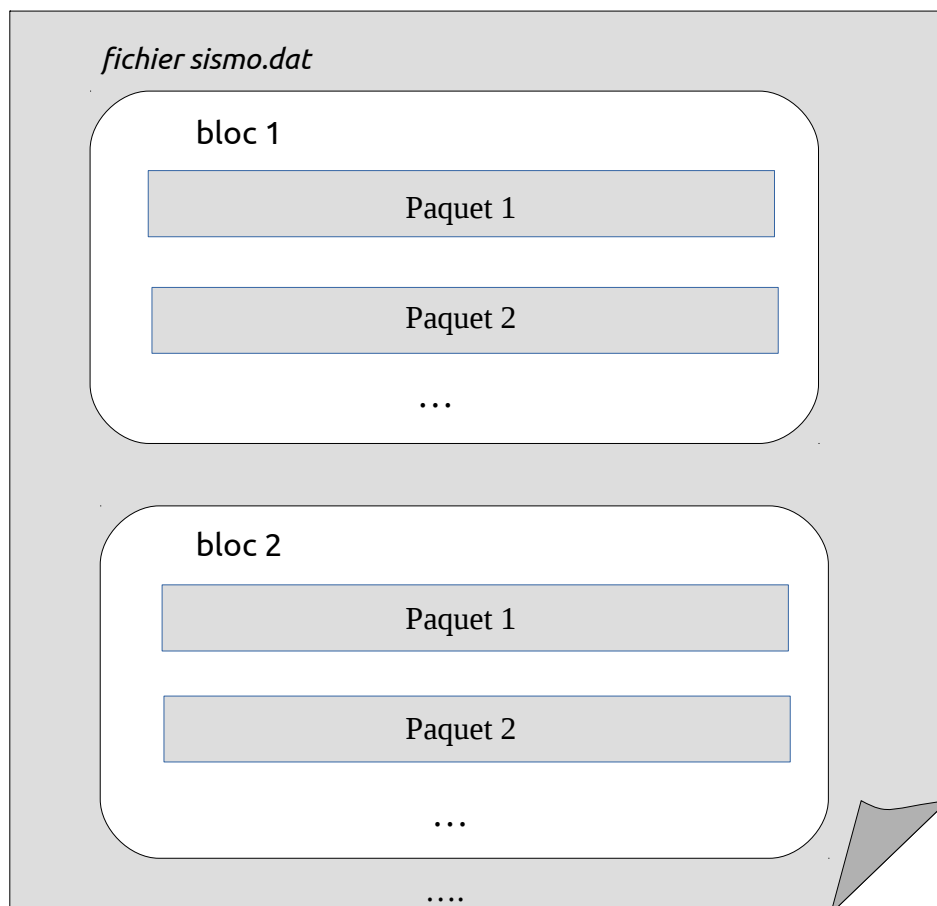 fichier sismo.dat
bloc 1
Paquet 1
Paquet 2
...
bloc 2
Paquet 1
Paquet 2
...
....